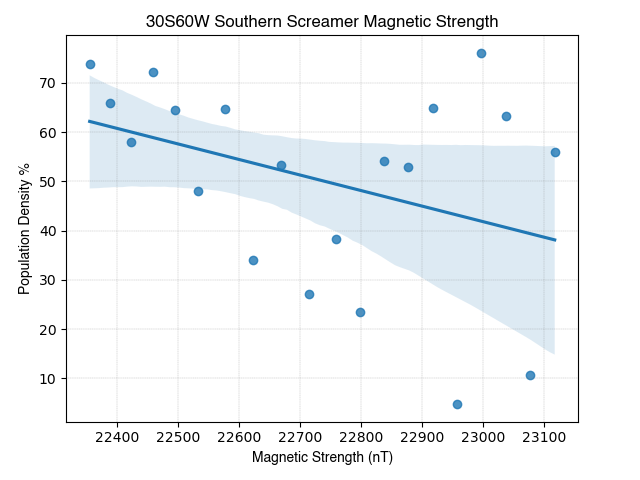 30S60W Southern Screamer Magnetic Strength
Population Density %
70
60
50
40
30
20
10
22400 22500 22600 22700 22800 22900 23000 23100
Magnetic Strength (nT)